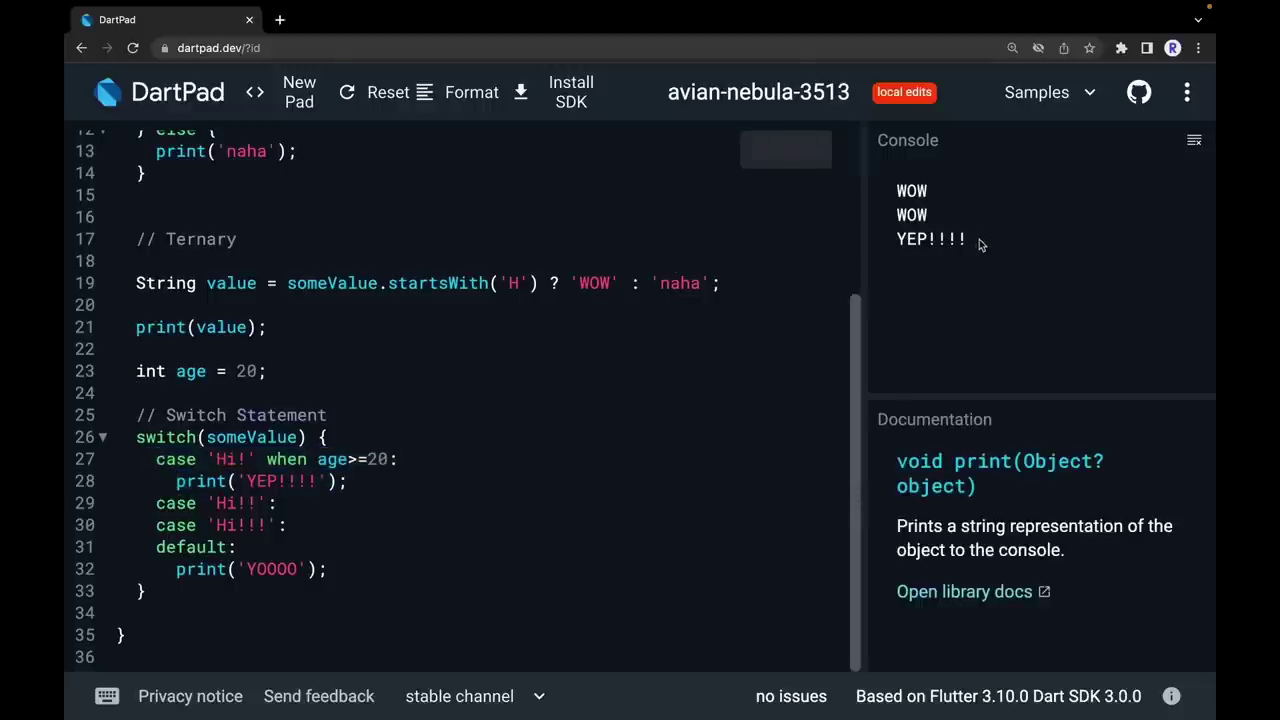 DartPad
dartpad.dev/?id
R
DartPad
<> New Pad
Reset
Format
Install SDK
avian-nebula-3513
local edits
Samples
12 } else {
13 print('naha');
14 }
15
16
17 // Ternary
18
19 String value = someValue.startsWith('H') ? 'WOW' : 'naha';
20
21 print(value);
22
23 int age = 20;
24
25 // Switch Statement
26 switch(someValue) {
27 case 'Hi!' when age>=20:
28 print('YEP!!!!');
29 case 'Hi!!':
30 case 'Hi!!!':
31 default:
32 print('YOOOO');
33 }
34
35 }
36
Console
WOW
WOW
YEP!!!!
Documentation
void print(Object?
object)
Prints a string representation of the
object to the console.
Open library docs
Privacy notice
Send feedback
stable channel
no issues
Based on Flutter 3.10.0 Dart SDK 3.0.0